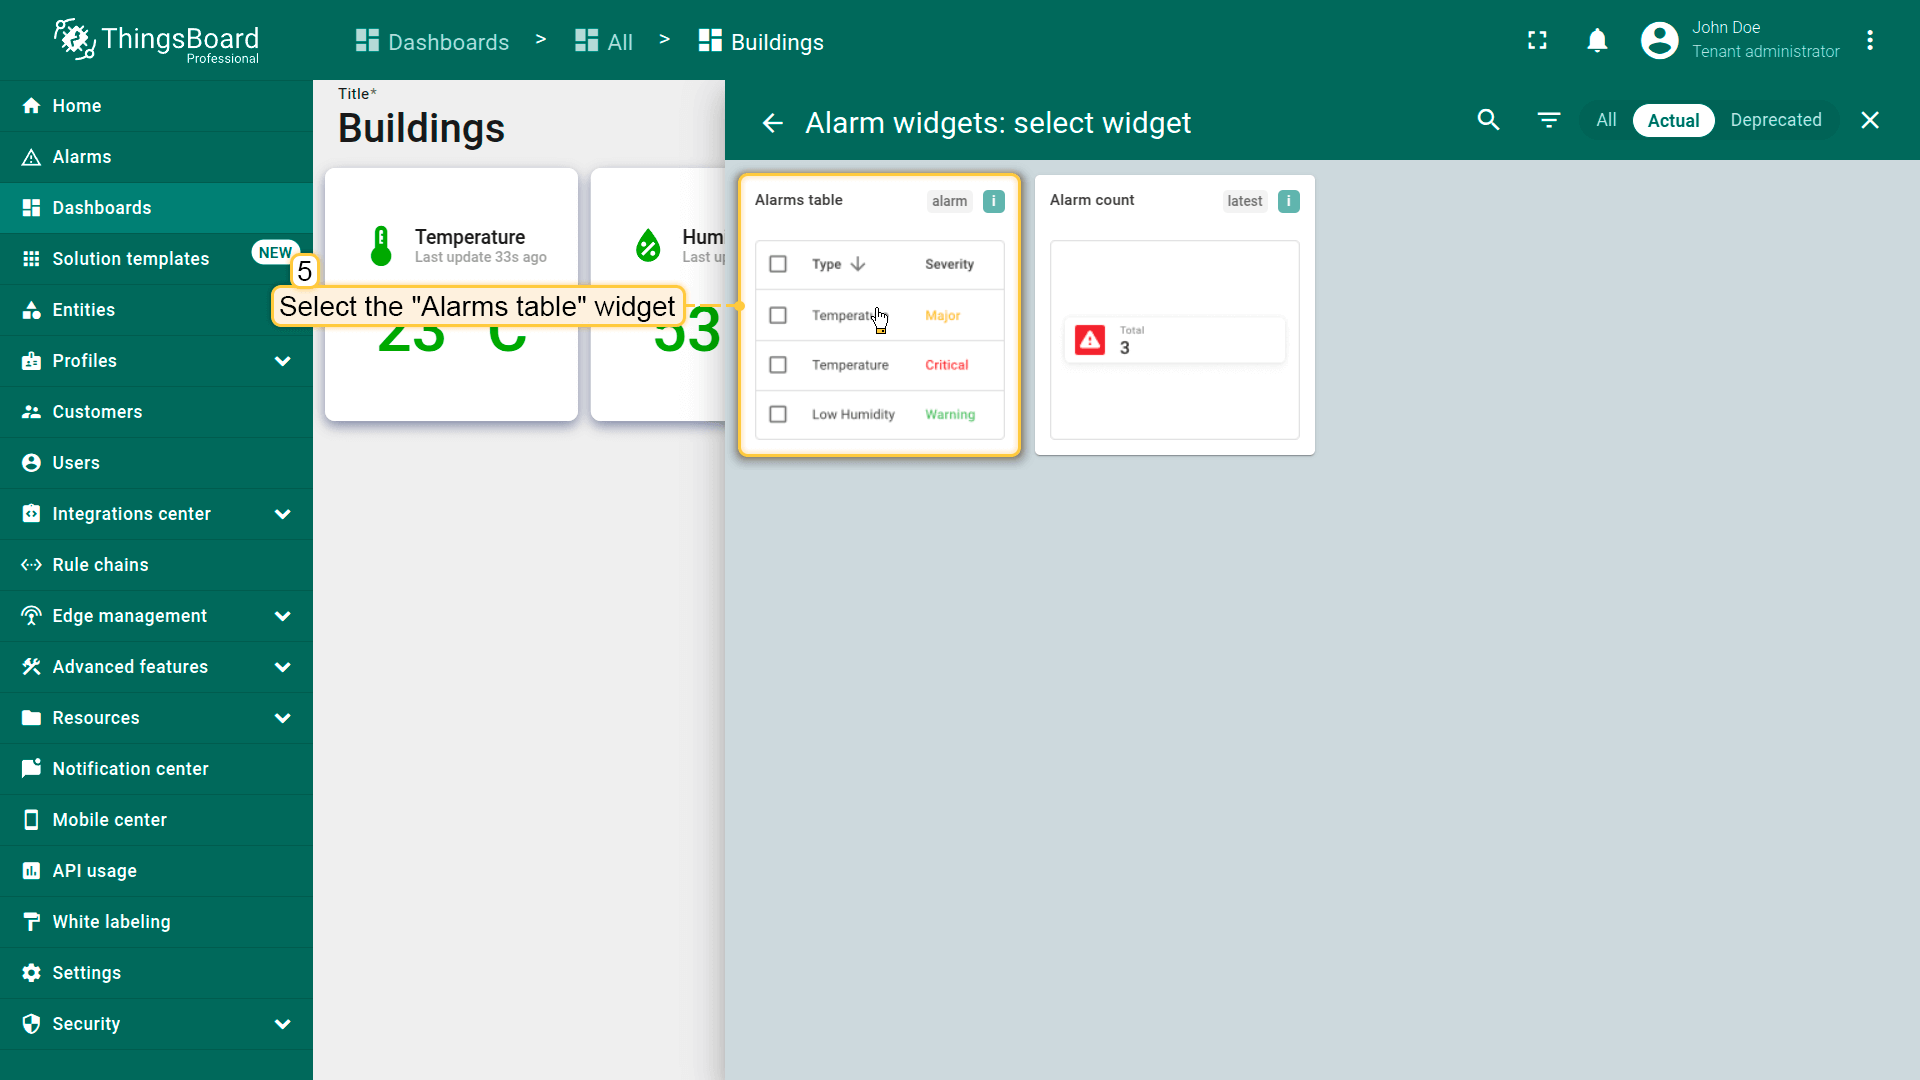 ThingsBoard
Professional
Dashboards > All > Buildings
John Doe
Tenant administrator
Home
Alarms
Dashboards
Solution templates NEW
Entities
Profiles
Customers
Users
Integrations center
Rule chains
Edge management
Advanced features
Resources
Notification center
Mobile center
API usage
White labeling
Settings
Security
Title*
Buildings
Temperature
Last update 33s ago
23 °C
5
Select the "Alarms table" widget
53
Alarm widgets: select widget
All
Actual
Deprecated
Alarms table
alarm
i
Type Severity
Major
Temperature Critical
Low Humidity Warning
Alarm count
latest
i
Total
3